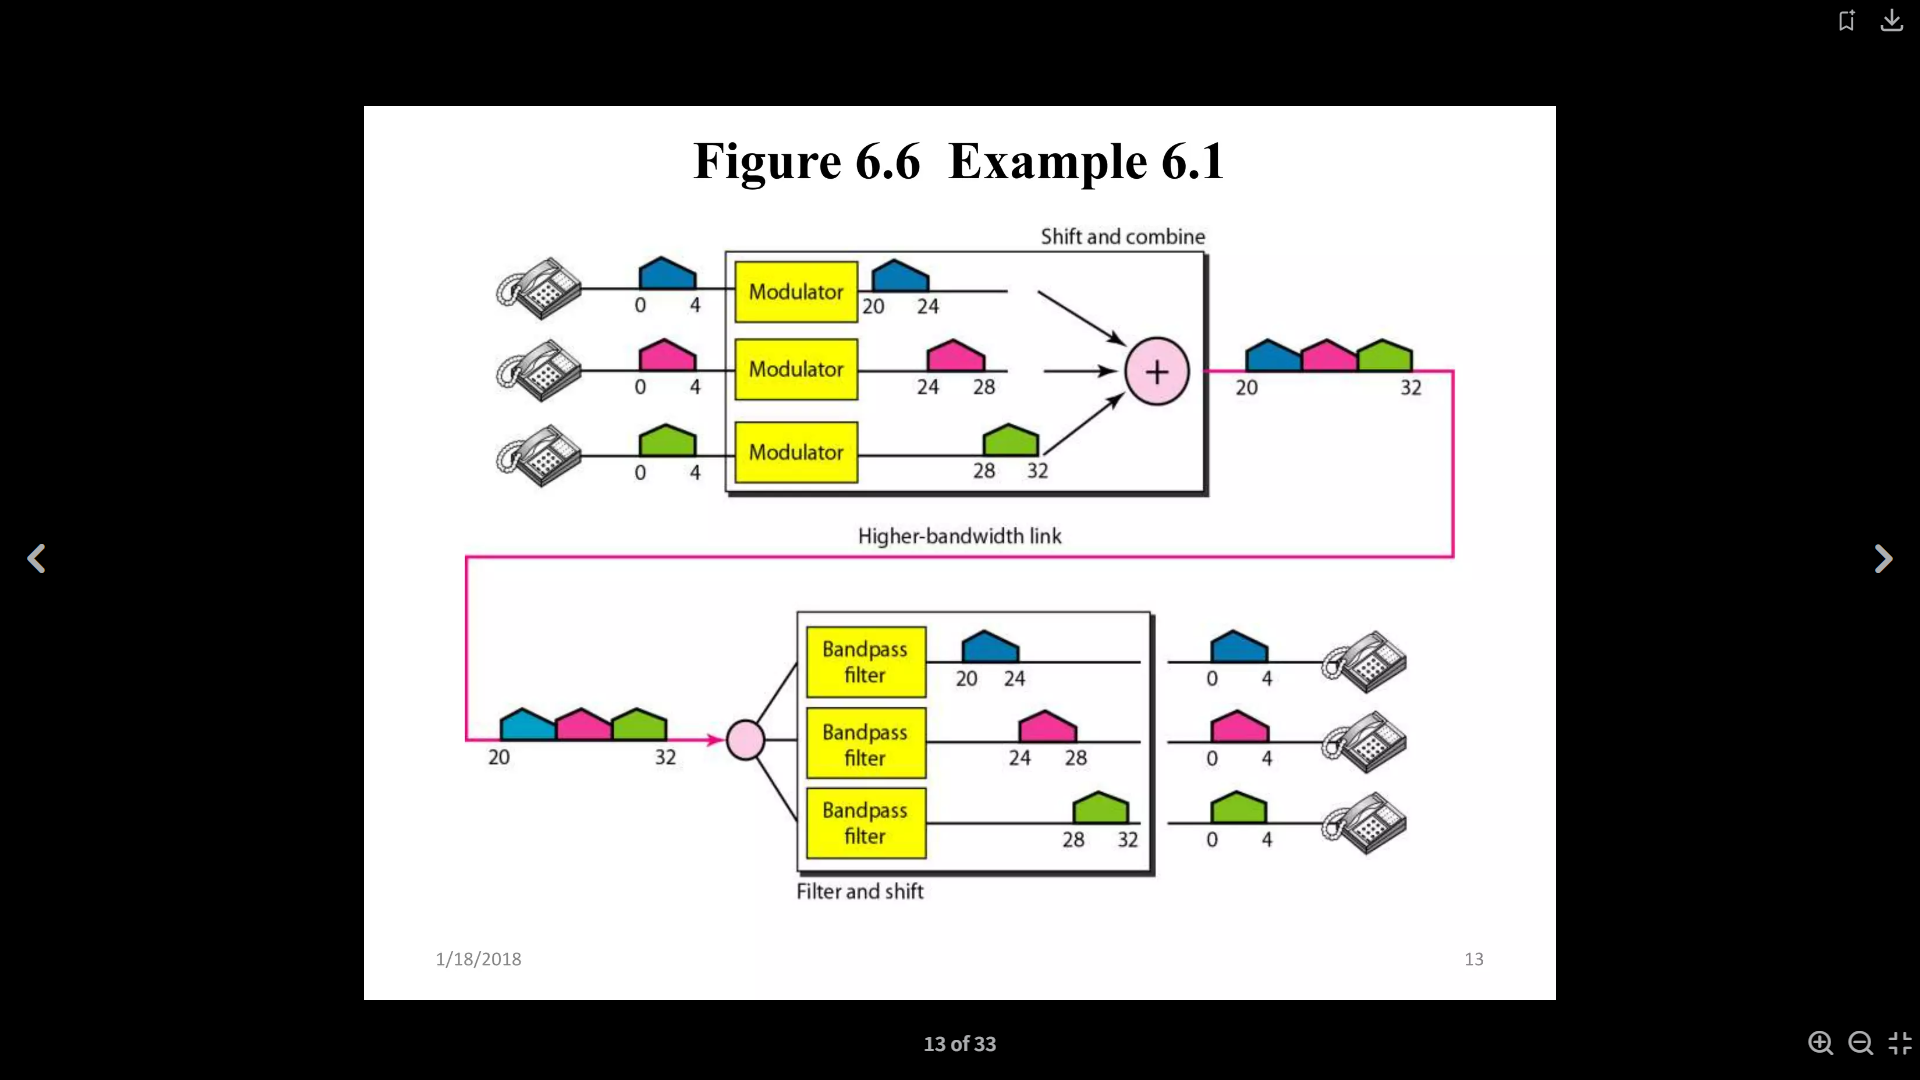 Figure 6.6 Example 6.1
Shift and combine
0 4 Modulator 20 24
0 4 Modulator 24 28 + 20 32
0 4 Modulator 28 32
Higher-bandwidth link
Bandpass
filter
20 24
0 4
20 32
Bandpass
filter
24 28
0 4
Bandpass
filter
28 32
0 4
Filter and shift
1/18/2018
13
13 of 33